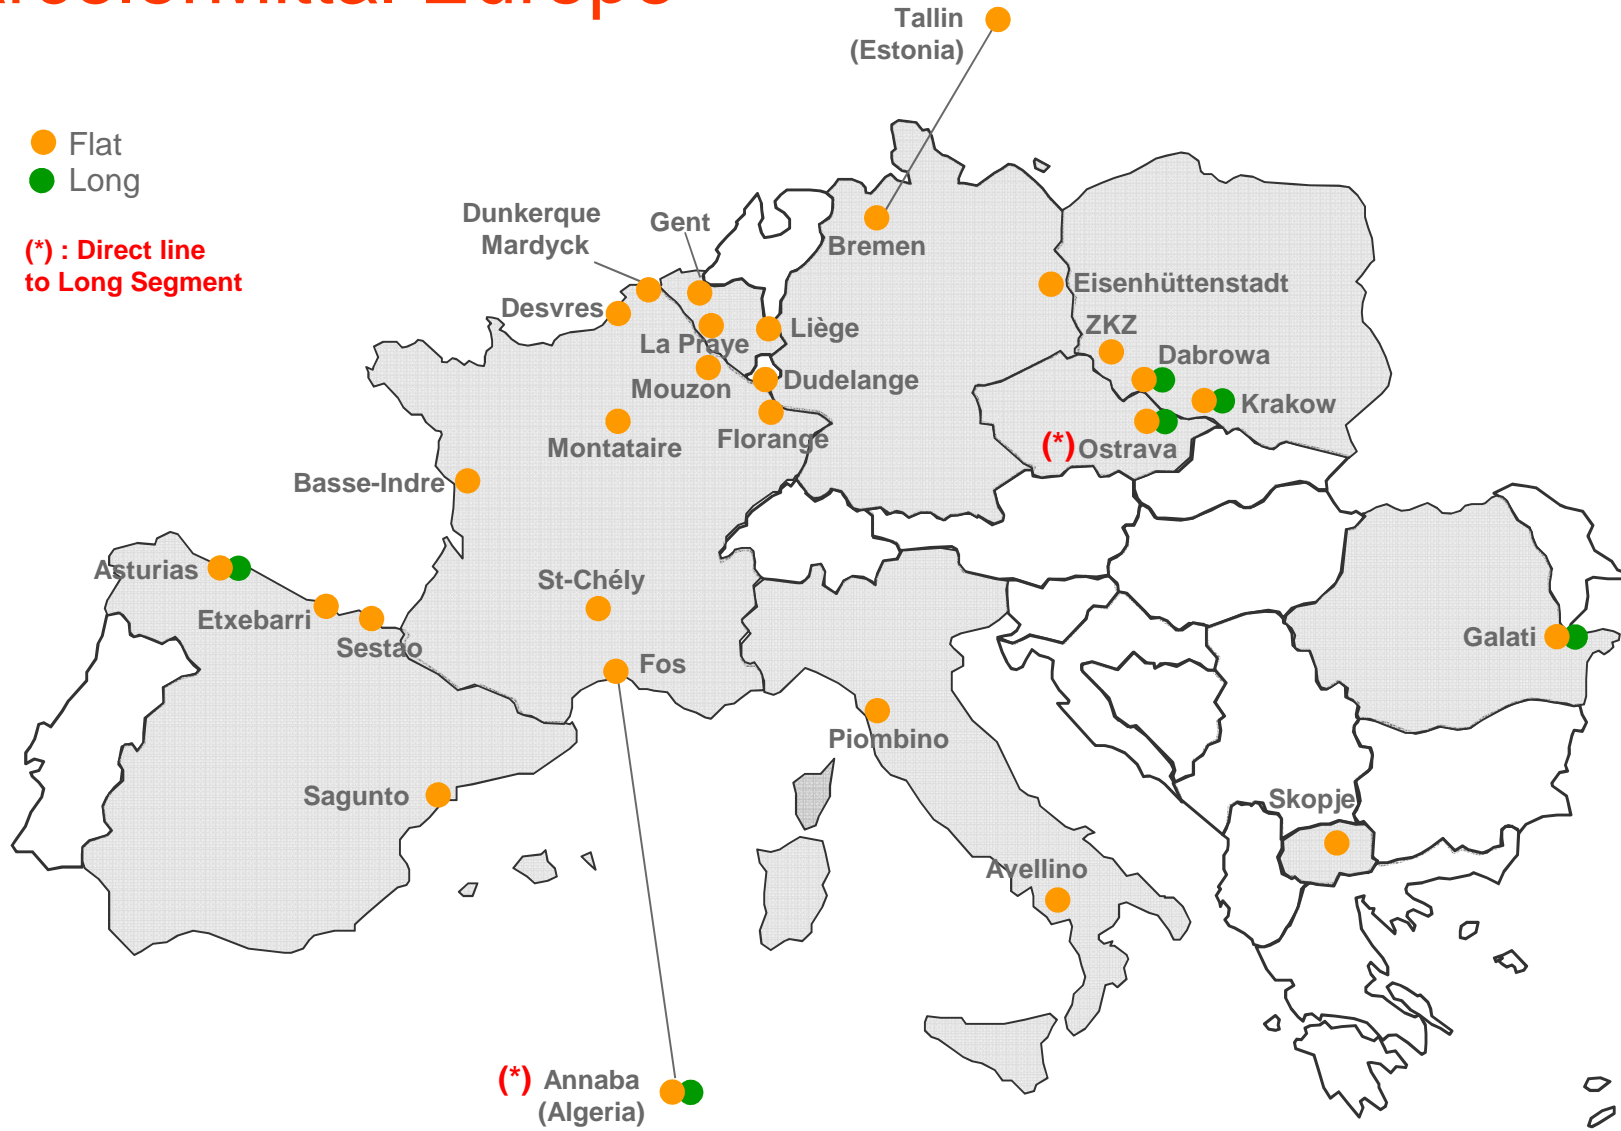 Europe
Tallin
(Estonia)
Flat
Long
(*) : Direct line
to Long Segment
Dunkerque
Mardyck
Gent
Bremen
Desvres
Eisenhüttenstadt
La Praye
Liège
ZKZ
Dabrowa
Mouzon
Dudelange
Krakow
Montataire
Florange
(*) Ostrava
Basse-Indre
Asturias
St-Chély
Etxebarri
Sestao
Galati
Fos
Piombino
Sagunto
Skopje
Avellino
(*) Annaba
(Algeria)